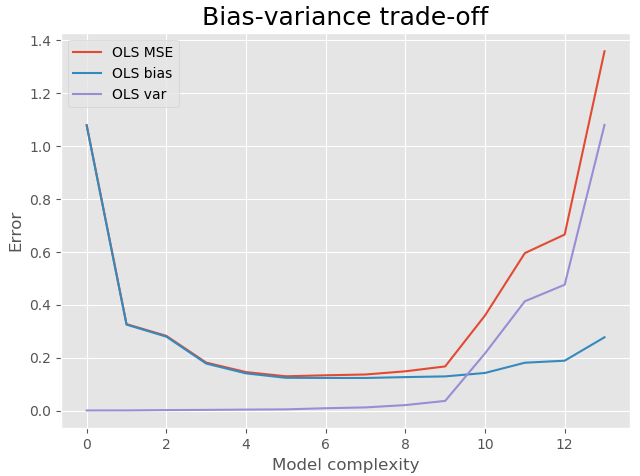 Bias-variance trade-off
OLS MSE
OLS bias
OLS var
1.4
1.2
1.0
0.8
0.6
0.4
0.2
0.0
Error
0 2 4 6 8 10 12
Model complexity